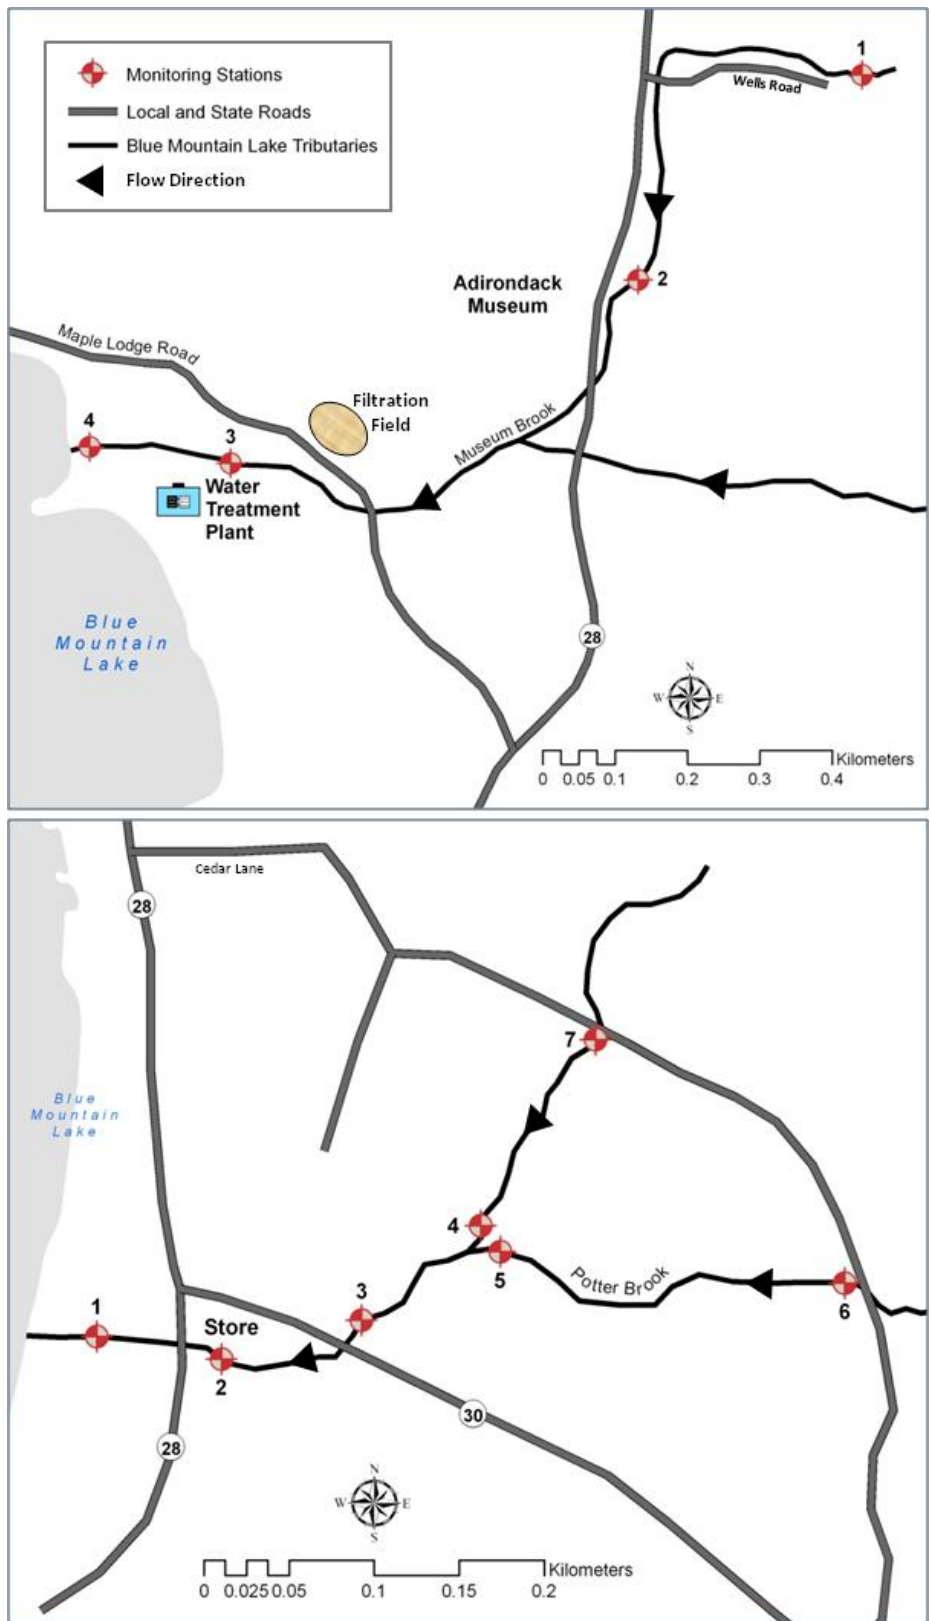 Monitoring Stations
Local and State Roads
Blue Mountain Lake Tributaries
Flow Direction
1
Wells Road
2
Adirondack
Museum
Maple Lodge Road
Filtration
Field
Museum Brook
4
3
Water
Treatment
Plant
Blue
Mountain
Lake
28
N
W E
S
Kilometers
0 0.05 0.1 0.2 0.3 0.4
Cedar Lane
28
7
Blue
Mountain
Lake
4
5
Potter Brook
6
3
1
Store
2
30
28
N
W E
S
Kilometers
0 0.025 0.05 0.1 0.15 0.2